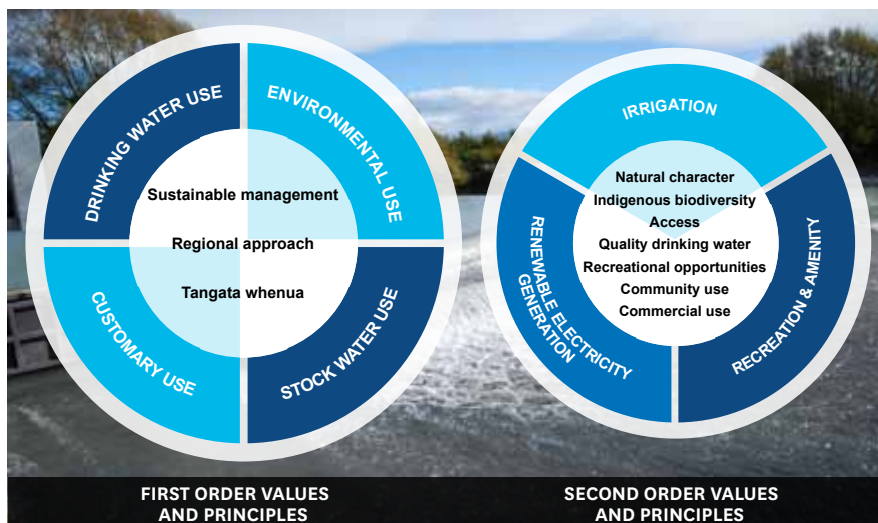 DRINKING WATER USE
ENVIRONMENTAL USE
Sustainable management
Regional approach
Tangata whenua
CUSTOMARY USE
STOCK WATER USE
FIRST ORDER VALUES
AND PRINCIPLES
IRRIGATION
Natural character
Indigenous biodiversity
Access
Quality drinking water
Recreational opportunities
Community use
Commercial use
RENEWABLE ELECTRICITY
GENERATION
RECREATION & AMENITY
SECOND ORDER VALUES
AND PRINCIPLES